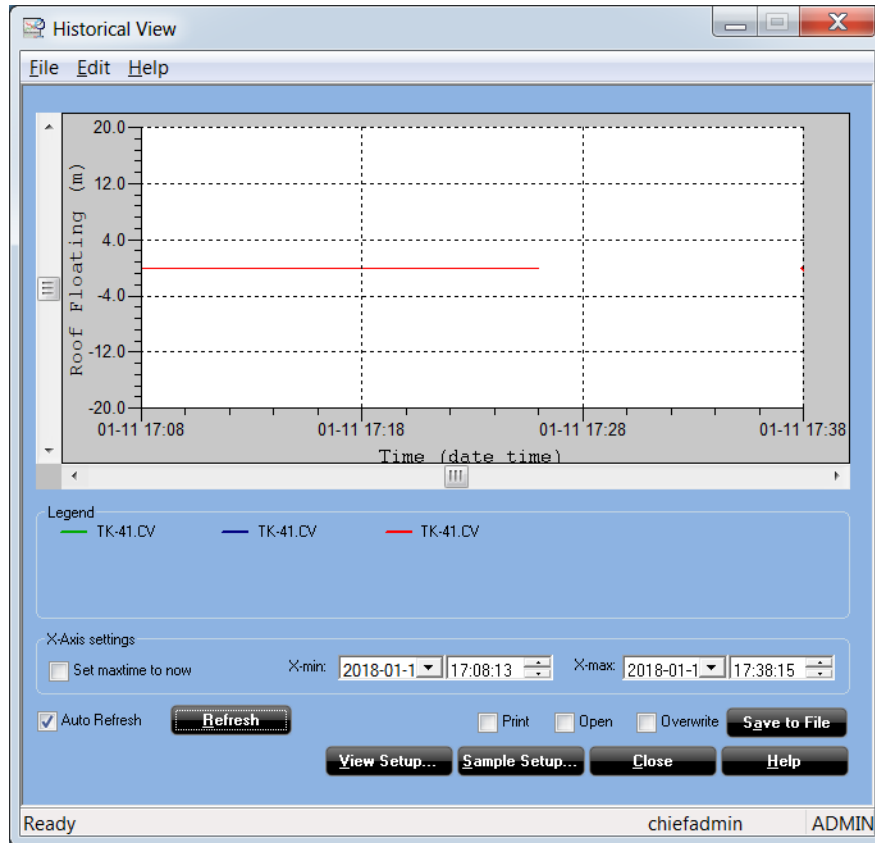 Historical View
File Edit Help
Roof Floating (m)
20.0
12.0
4.0
-4.0
-12.0
-20.0
01-11 17:08 01-11 17:18 01-11 17:28 01-11 17:38
Time (date time)
Legend
TK-41.CV TK-41.CV TK-41.CV
X-Axis settings
Set maxtime to now X-min: 2018-01-1 17:08:13 X-max: 2018-01-1 17:38:15
Auto Refresh Refresh Print Open Overwrite Save to File
View Setup... Sample Setup... Close Help
Ready chiefadmin ADMIN